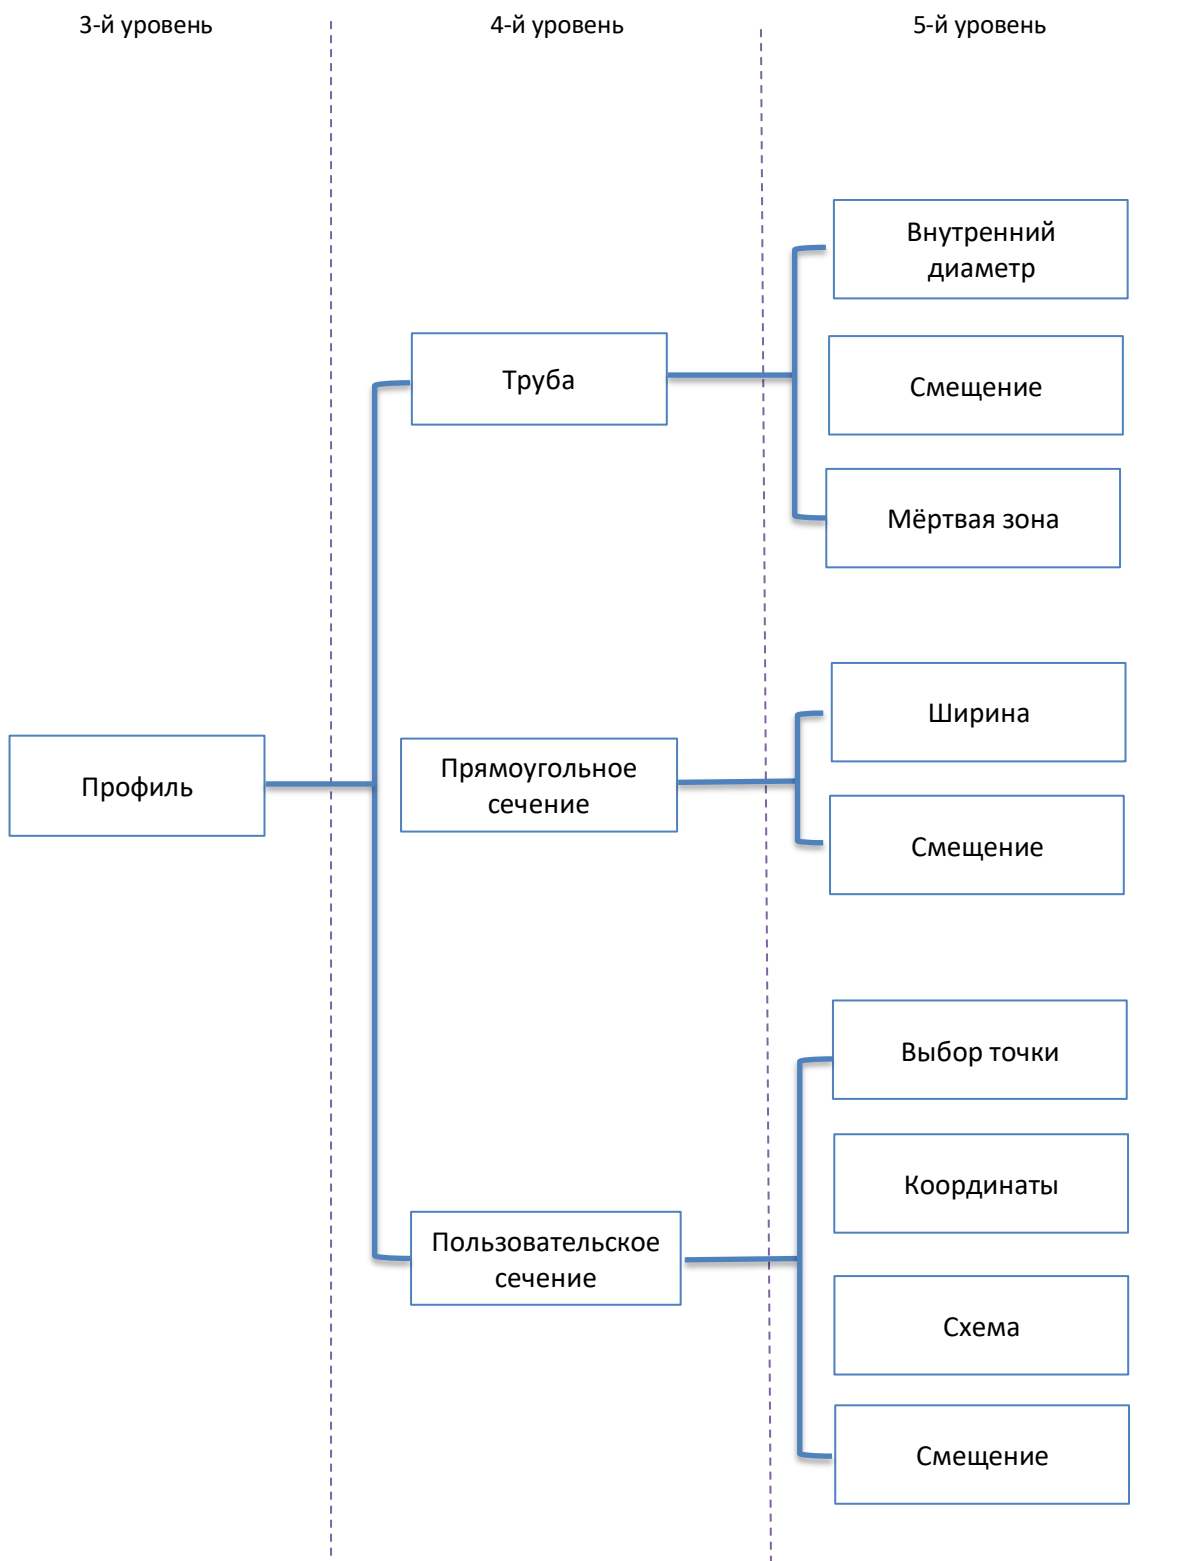 3-й уровень
4-й уровень
5-й уровень
Внутренний
диаметр
Труба
Смещение
Мёртвая зона
Ширина
Профиль
Прямоугольное
сечение
Смещение
Выбор точки
Координаты
Пользовательское
сечение
Схема
Смещение